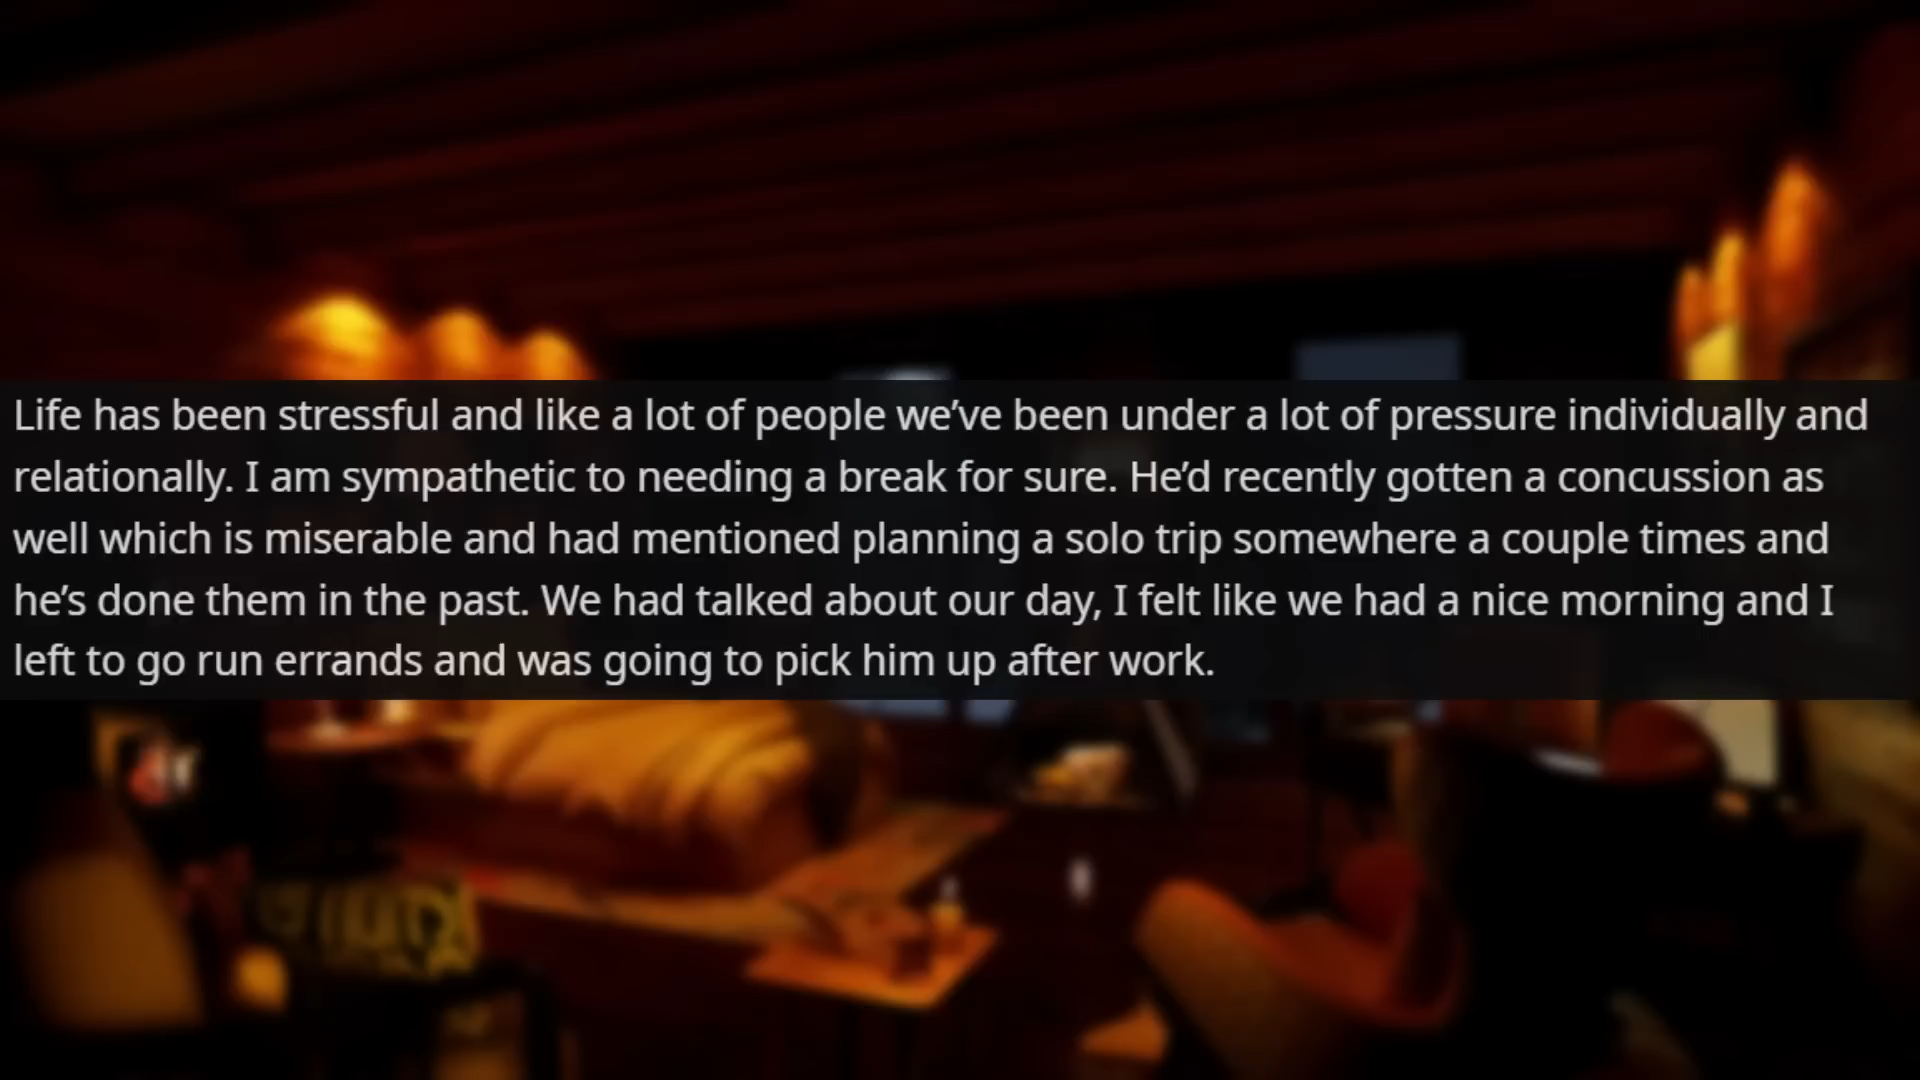 Life has been stressful and like a lot of people we’ve been under a lot of pressure individually and
relationally. I am sympathetic to needing a break for sure. He’d recently gotten a concussion as
well which is miserable and had mentioned planning a solo trip somewhere a couple times and
he’s done them in the past. We had talked about our day, I felt like we had a nice morning and I
left to go run errands and was going to pick him up after work.